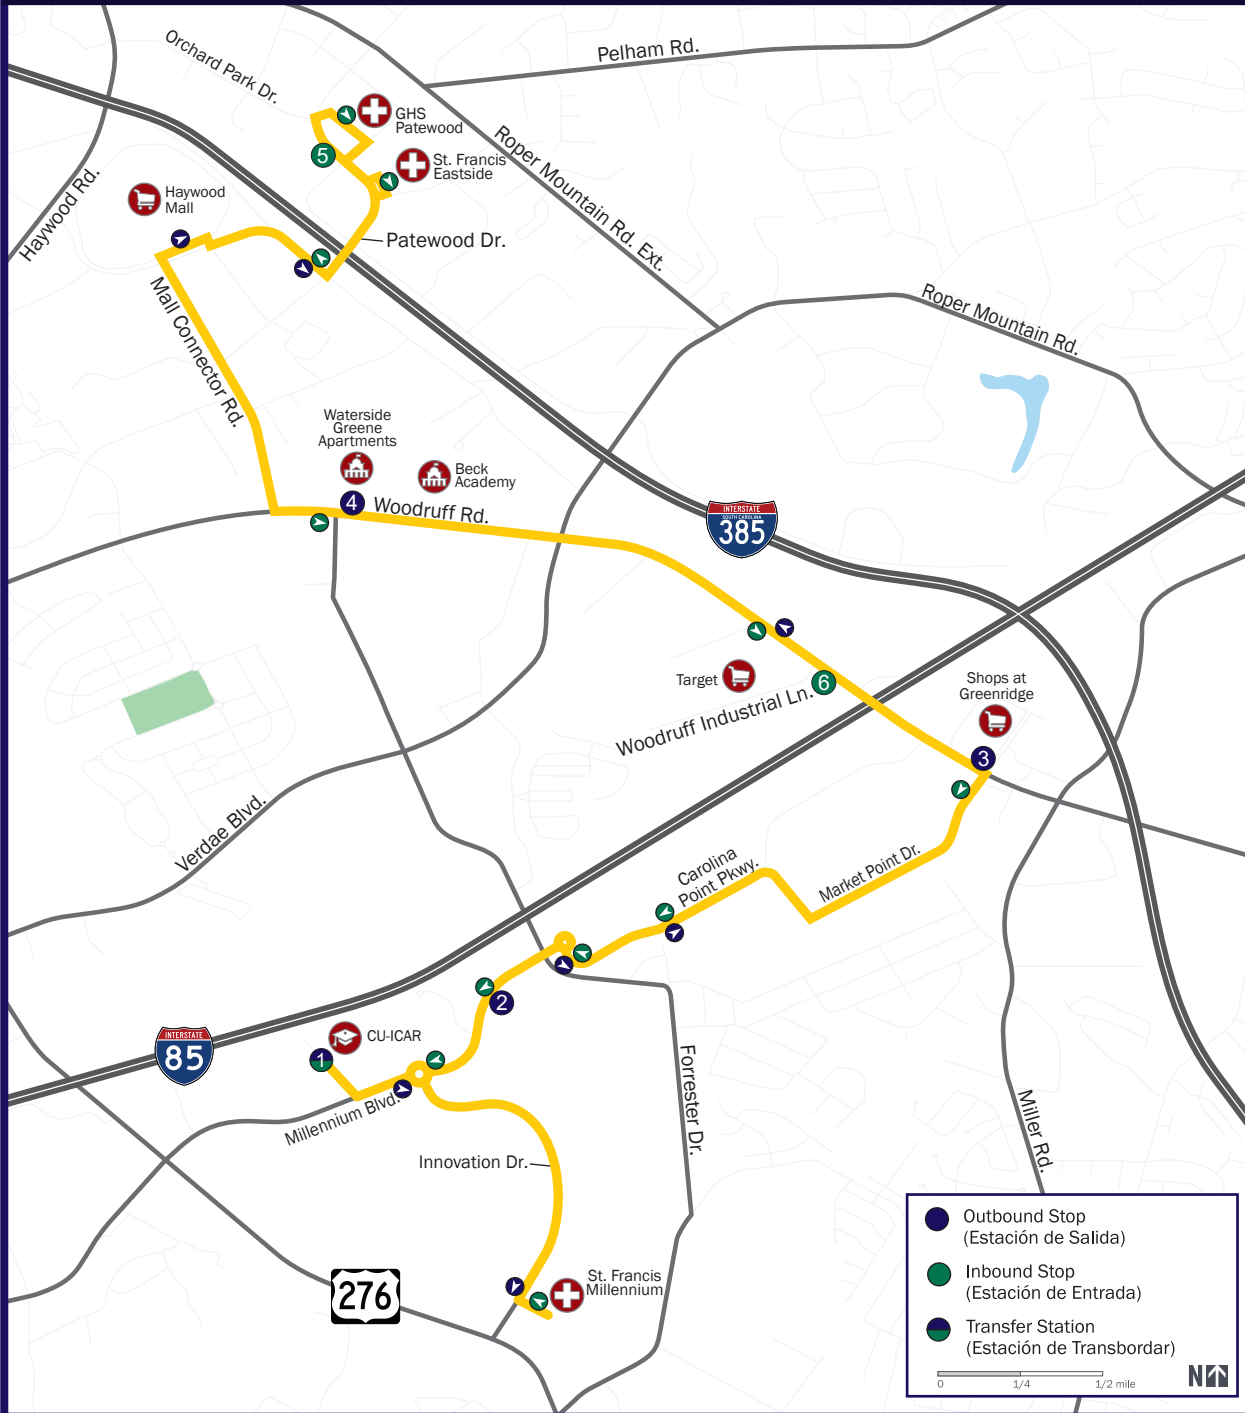 Orchard Park Dr.
Pelham Rd.
GHS
Patewood
5
St. Francis
Eastside
Roper Mountain Rd. Ext.
Haywood Rd.
Haywood
Mall
Patewood Dr.
Mall Connector Rd.
Roper Mountain Rd.
Waterside
Greene
Apartments
Beck
Academy
4
Woodruff Rd.
INTERSTATE
SOUTH CAROLINA
385
Target
6
Woodruff Industrial Ln.
Shops at
Greenridge
3
Verdae Blvd.
Carolina
Point Pkwy.
Market Point Dr.
2
INTERSTATE
85
CU-ICAR
1
Millennium Blvd.
Forrester Dr.
Miller Rd.
Innovation Dr.
276
St. Francis
Millennium
Outbound Stop
(Estación de Salida)
Inbound Stop
(Estación de Entrada)
Transfer Station
(Estación de Transbordar)
0 1/4 1/2 mile
N